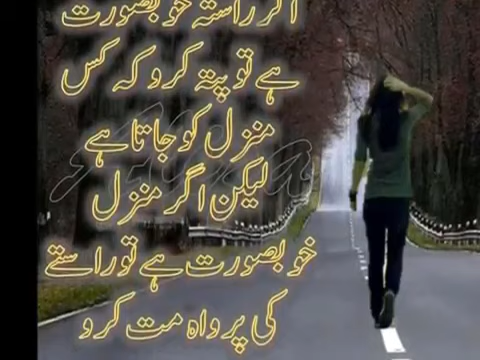 اگر راستہ خوبصورت
ہے تو پتہ کرو کہ کس
منزل کو جاتا ہے
لیکن اگر منزل
خوبصورت ہے تو راستے
کی پرواہ مت کرو